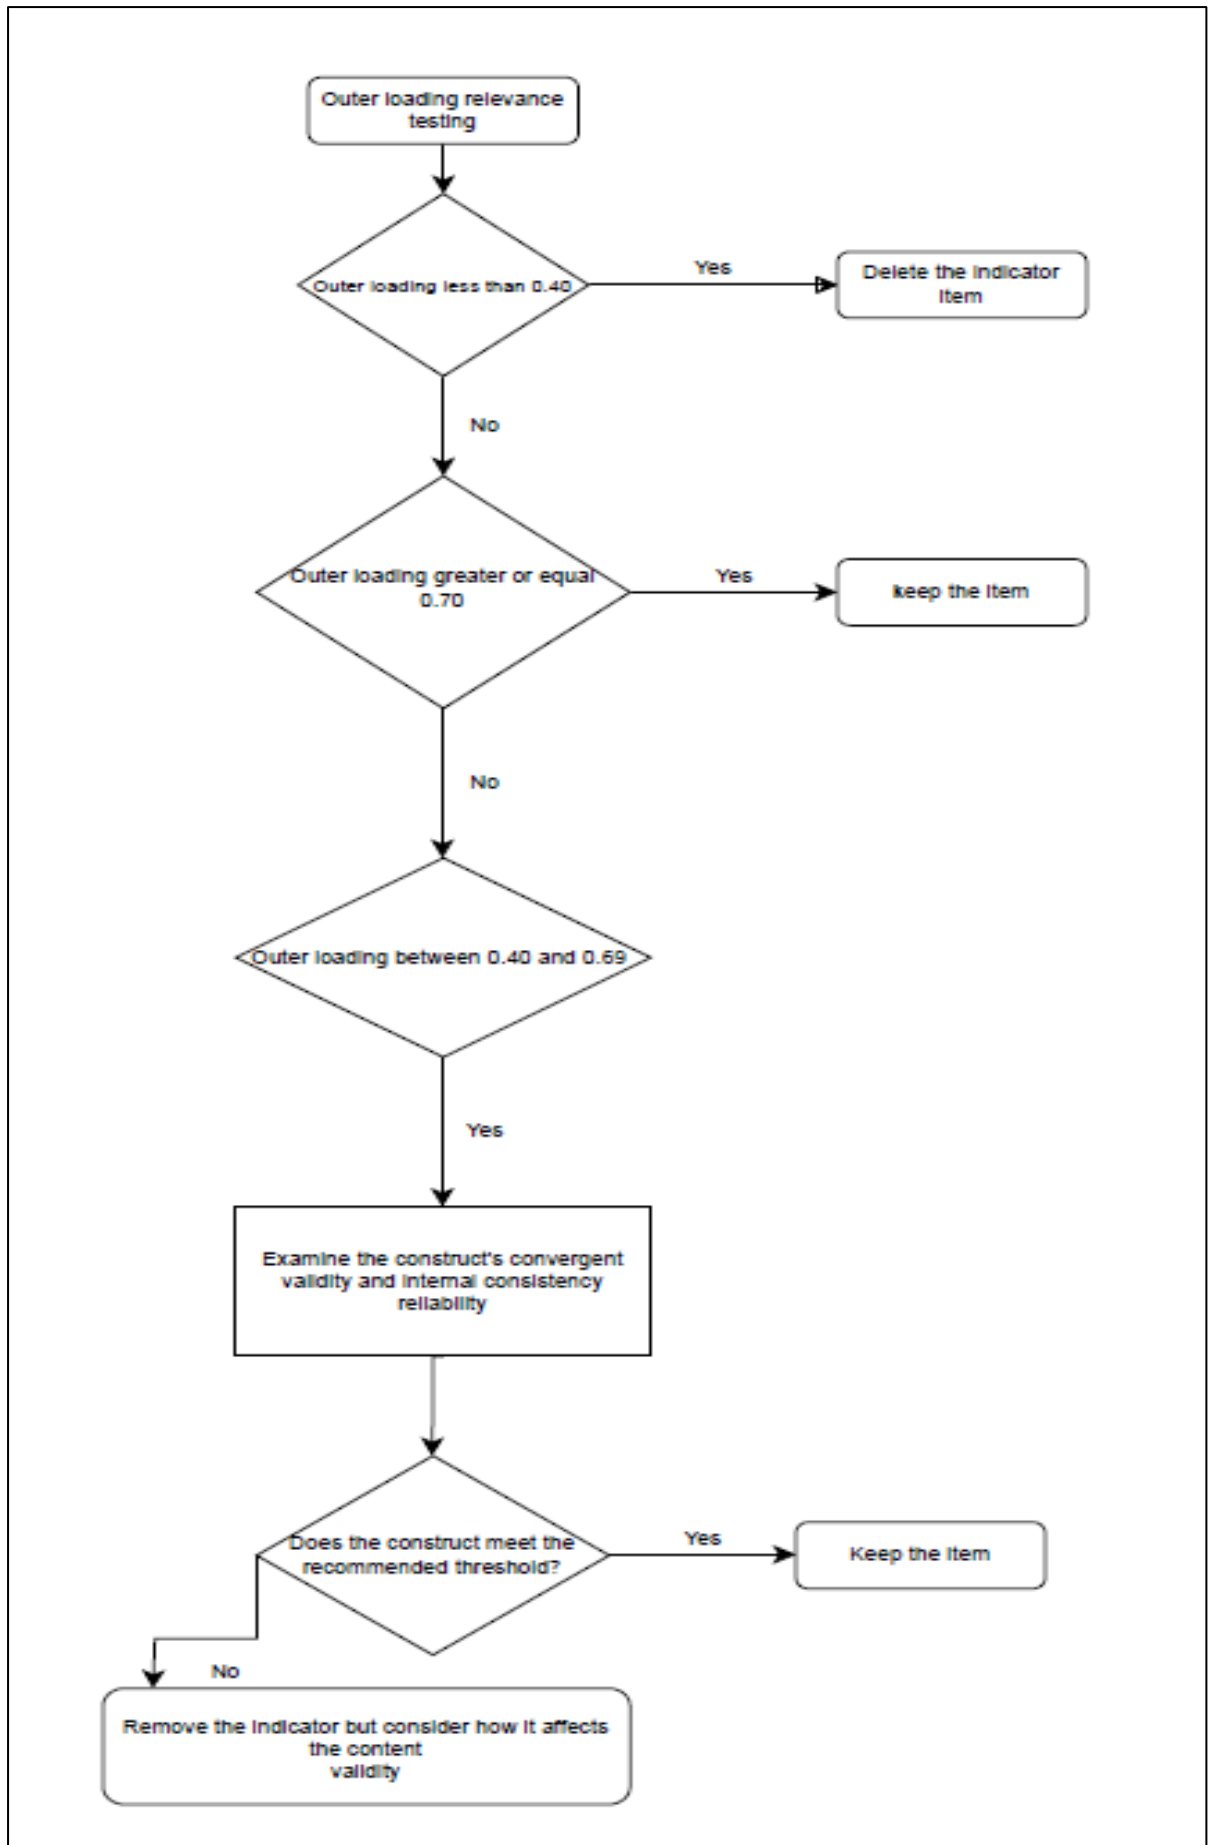 Outer loading relevance
testing
Outer loading less than 0.40
Yes
Delete the Indicator
Item
No
Outer loading greater or equal
0.70
Yes
keep the Item
No
Outer loading between 0.40 and 0.69
Yes
Examine the construct's convergent
validity and Internal consistency
reliability
Does the construct meet the
recommended threshold?
Yes
Keep the Item
No
Remove the Indicator but consider how It affects
the content
validity